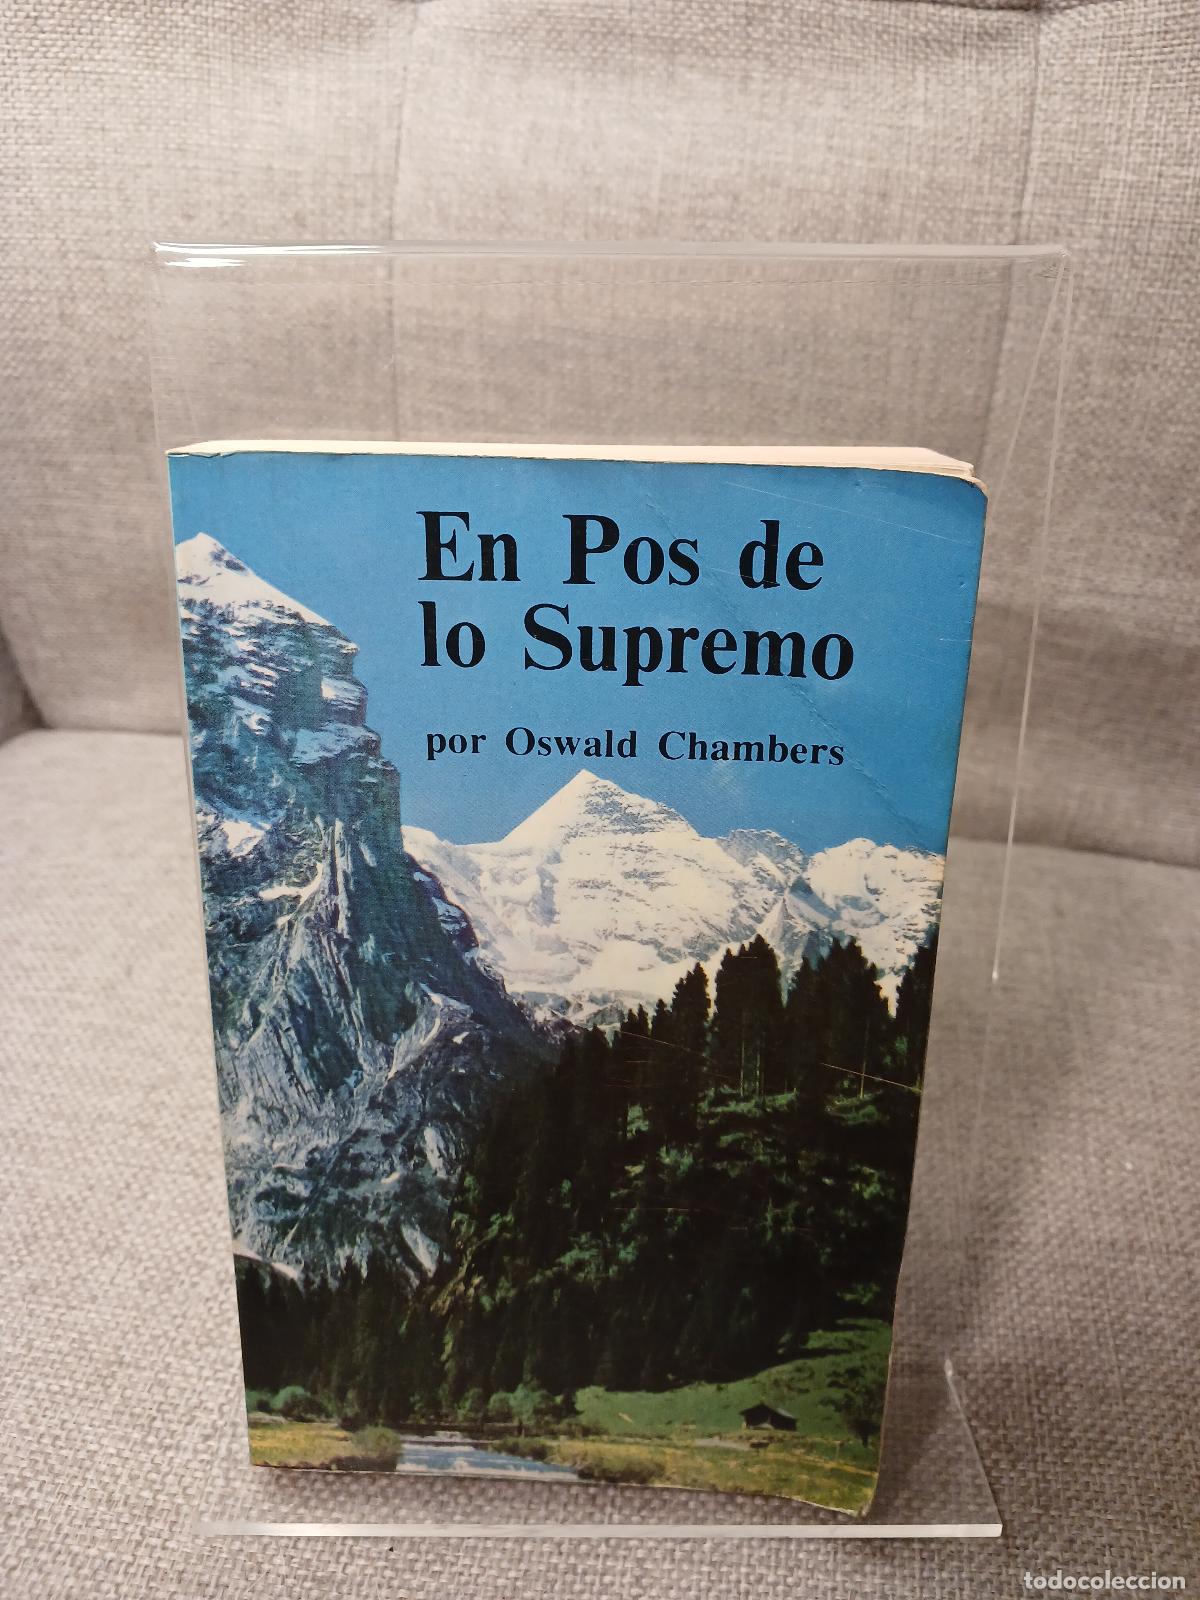 En Pos de
lo Supremo
por Oswald Chambers
todocoleccion